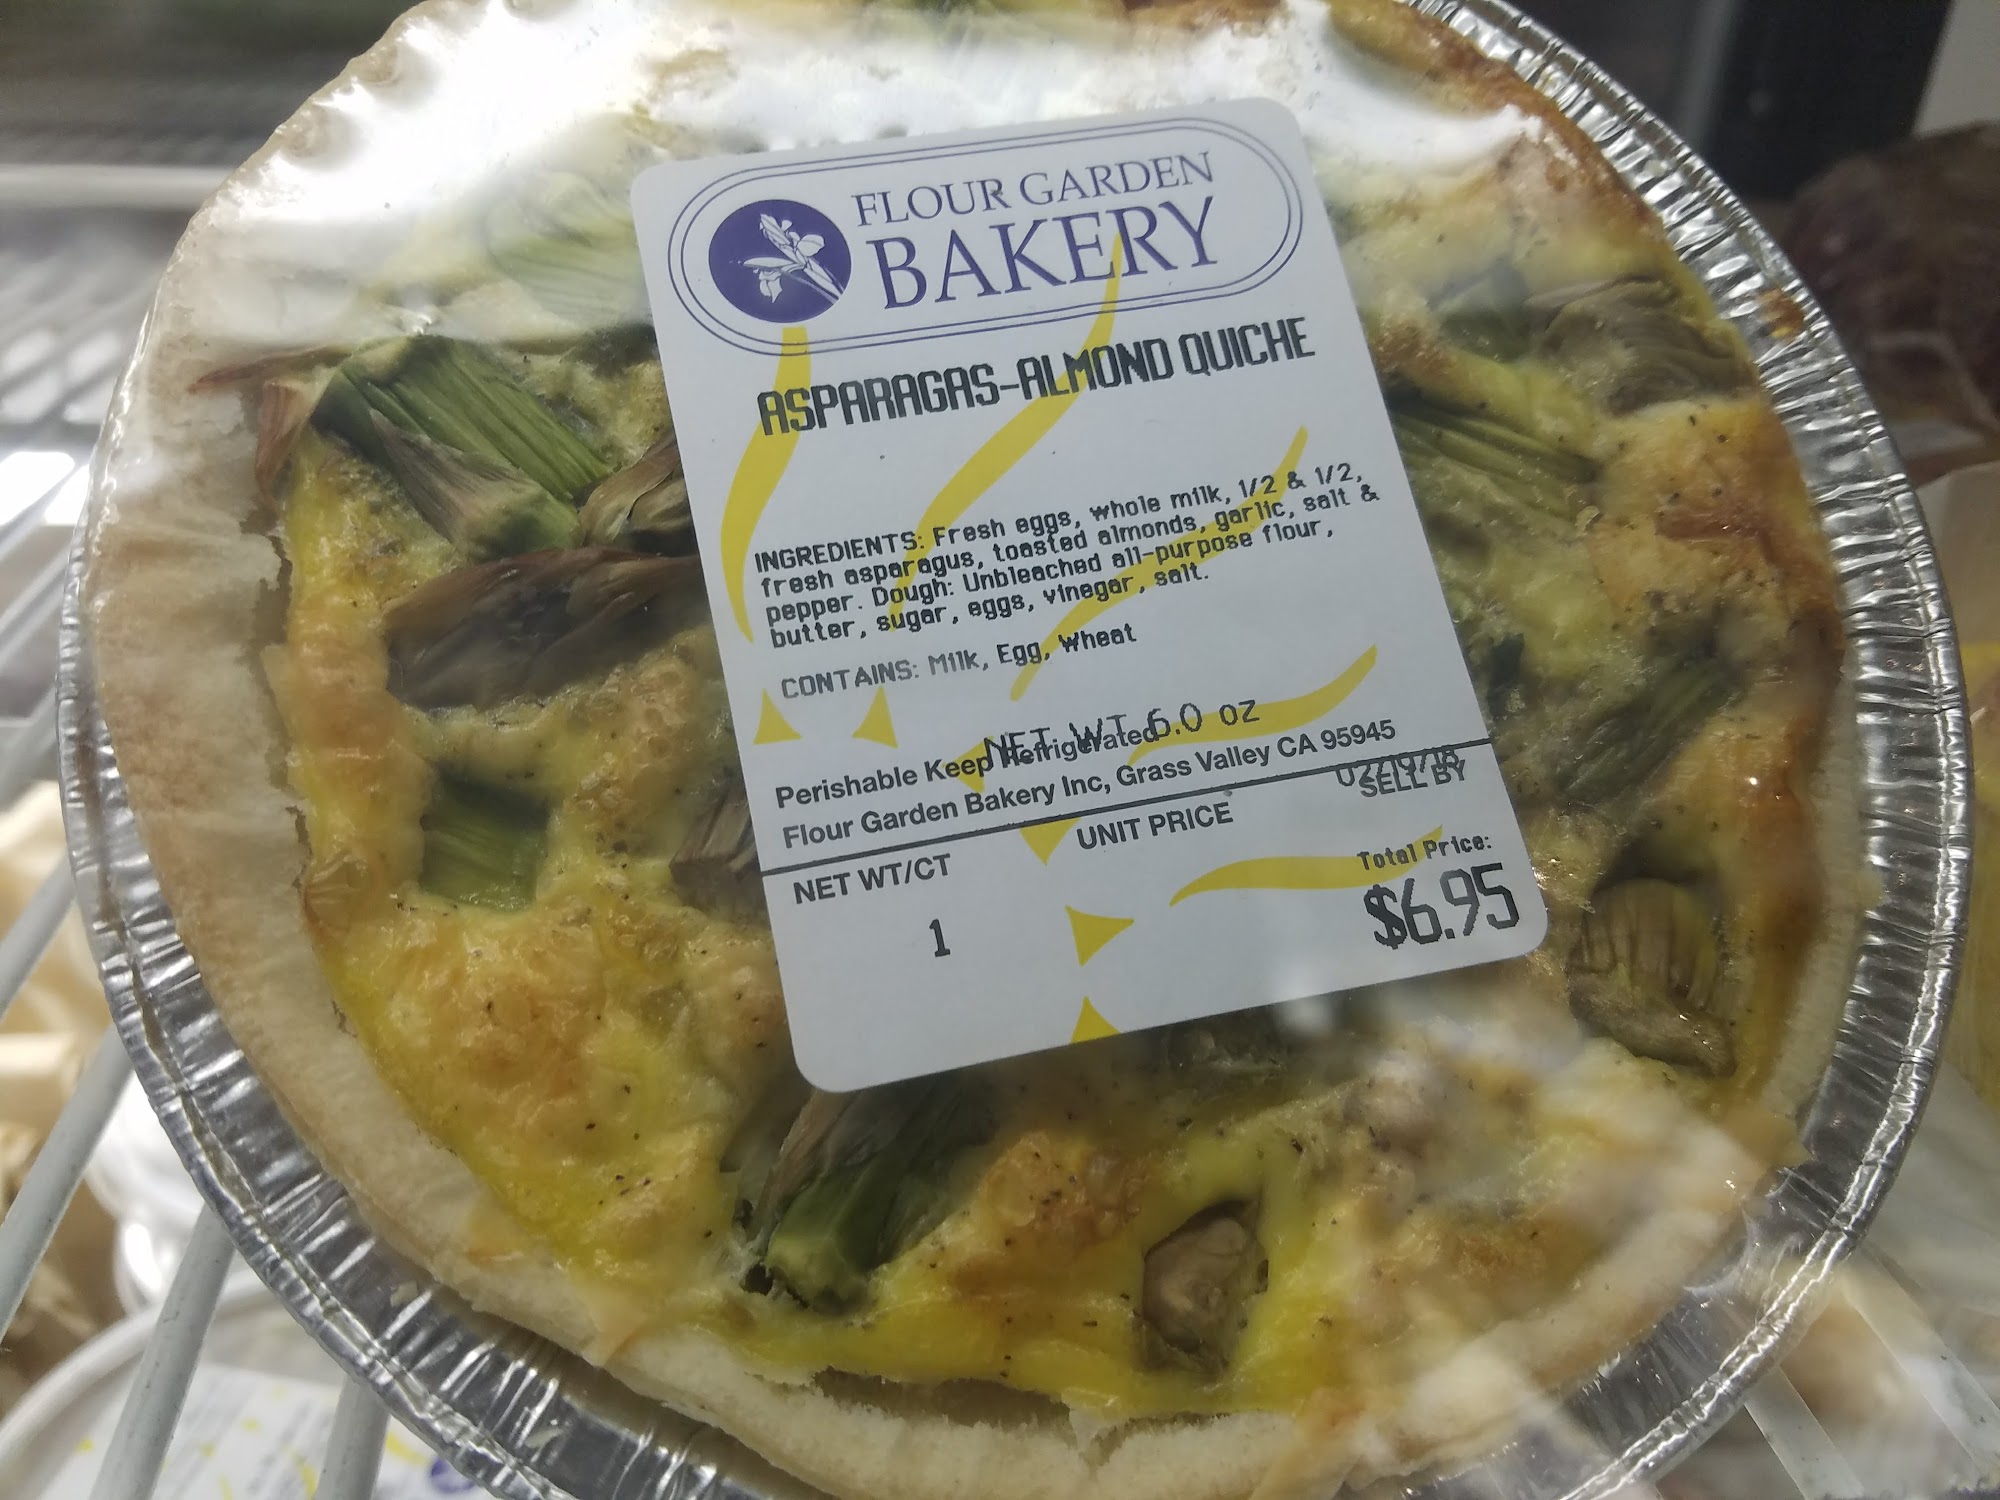 FLOUR GARDEN
BAKERY
ASPARAGAS-ALMOND QUICHE
INGREDIENTS: Fresh eggs, whole milk, 1/2 & 1/2,
fresh asparagus, toasted almonds, garlic, salt &
pepper. Dough: Unbleached all-purpose flour,
butter, sugar, eggs, vinegar, salt.
CONTAINS: Milk, Egg, Wheat
NET WT 6.0 oz
Perishable Keep Refrigerated
Flour Garden Bakery Inc, Grass Valley CA 95945
SELL BY
NET WT/CT
UNIT PRICE
Total Price:
1
$6.95